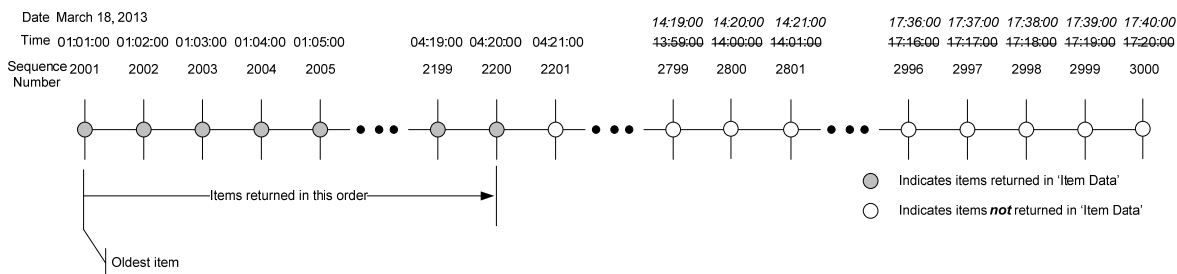 Date March 18, 2013
14:19:00 14:20:00 14:21:00 17:36:00 17:37:00 17:38:00 17:39:00 17:40:00
Time 01:01:00 01:02:00 01:03:00 01:04:00 01:05:00 04:19:00 04:20:00 04:21:00 13:59:00 14:00:00 14:01:00 17:16:00 17:17:00 17:18:00 17:19:00 17:20:00
Sequence Number 2001 2002 2003 2004 2005 2199 2200 2201 2799 2800 2801 2996 2997 2998 2999 3000
Items returned in this order
Indicates items returned in ‘Item Data’
Indicates items not returned in ‘Item Data’
Oldest item